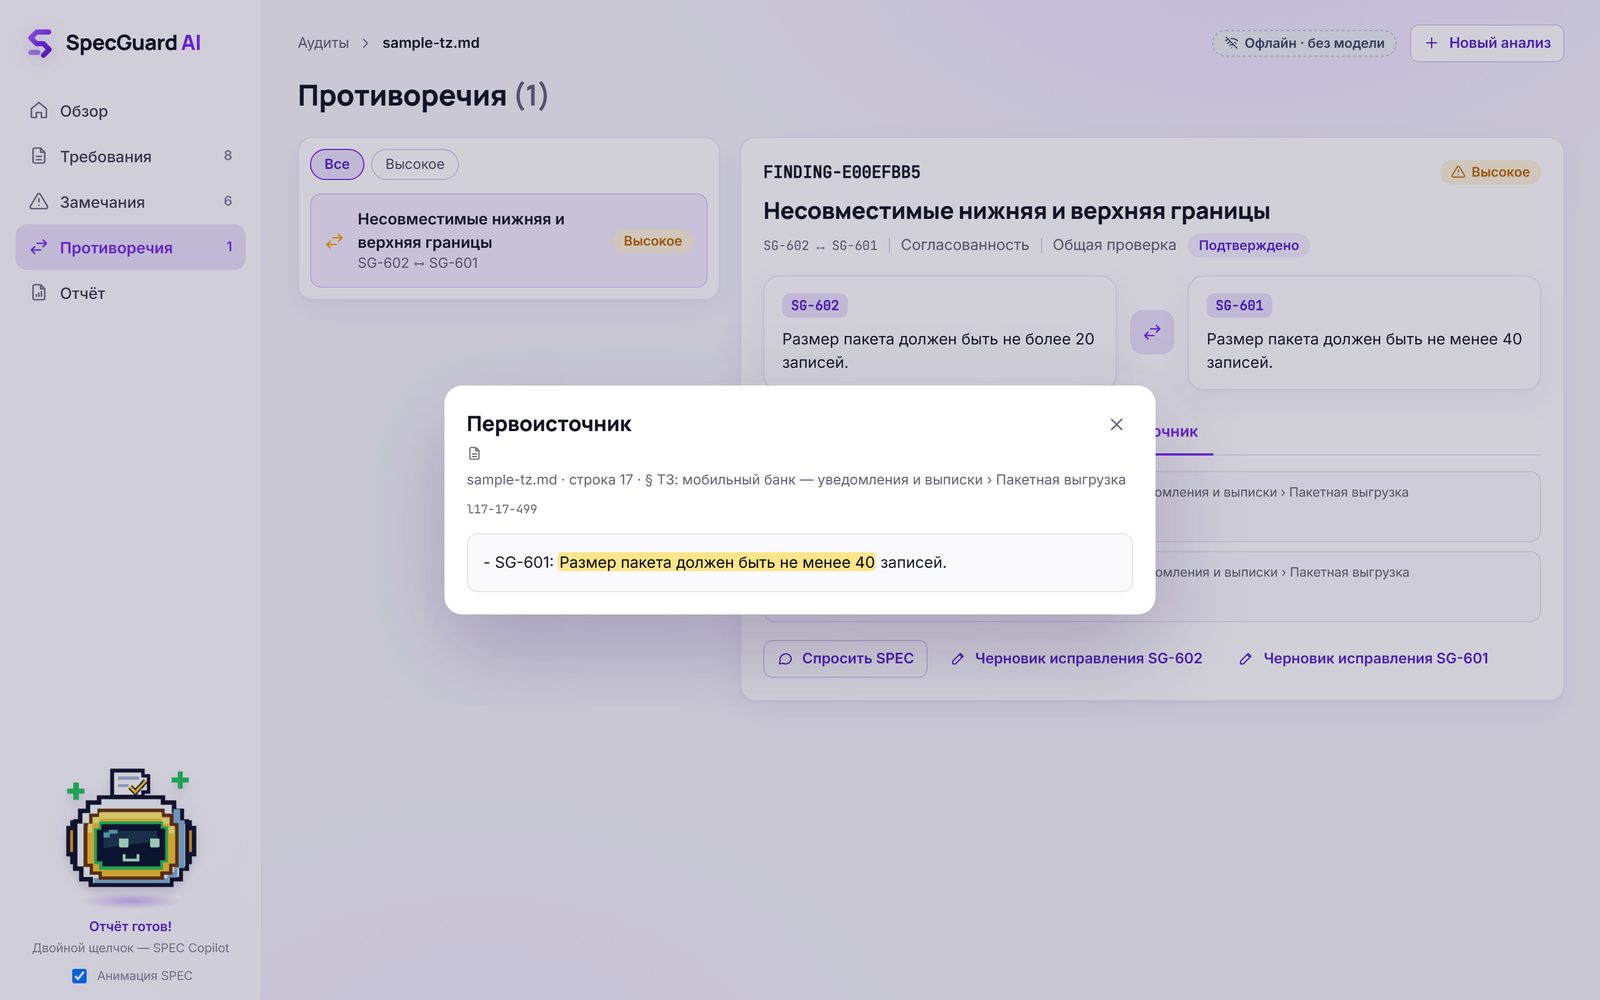 SpecGuard AI
Обзор
Требования 8
Замечания 6
Противоречия 1
Отчёт
Отчёт готов!
Двойной щелчок — SPEC Copilot
Анимация SPEC
Аудиты › sample-tz.md
Офлайн · без модели
+ Новый анализ
Противоречия (1)
Все
Высокое
Несовместимые нижняя и
верхняя границы
SG-602 ↔ SG-601
Высокое
FINDING-E00EFBB5
Высокое
Несовместимые нижняя и верхняя границы
SG-602 ↔ SG-601 | Согласованность | Общая проверка Подтверждено
SG-602
Размер пакета должен быть не более 20
записей.
SG-601
Размер пакета должен быть не менее 40
записей.
очник
омления и выписки › Пакетная выгрузка
омления и выписки › Пакетная выгрузка
Спросить SPEC
Черновик исправления SG-602
Черновик исправления SG-601
Первоисточник
sample-tz.md · строка 17 · § ТЗ: мобильный банк — уведомления и выписки › Пакетная выгрузка
l17-17-499
- SG-601: Размер пакета должен быть не менее 40 записей.